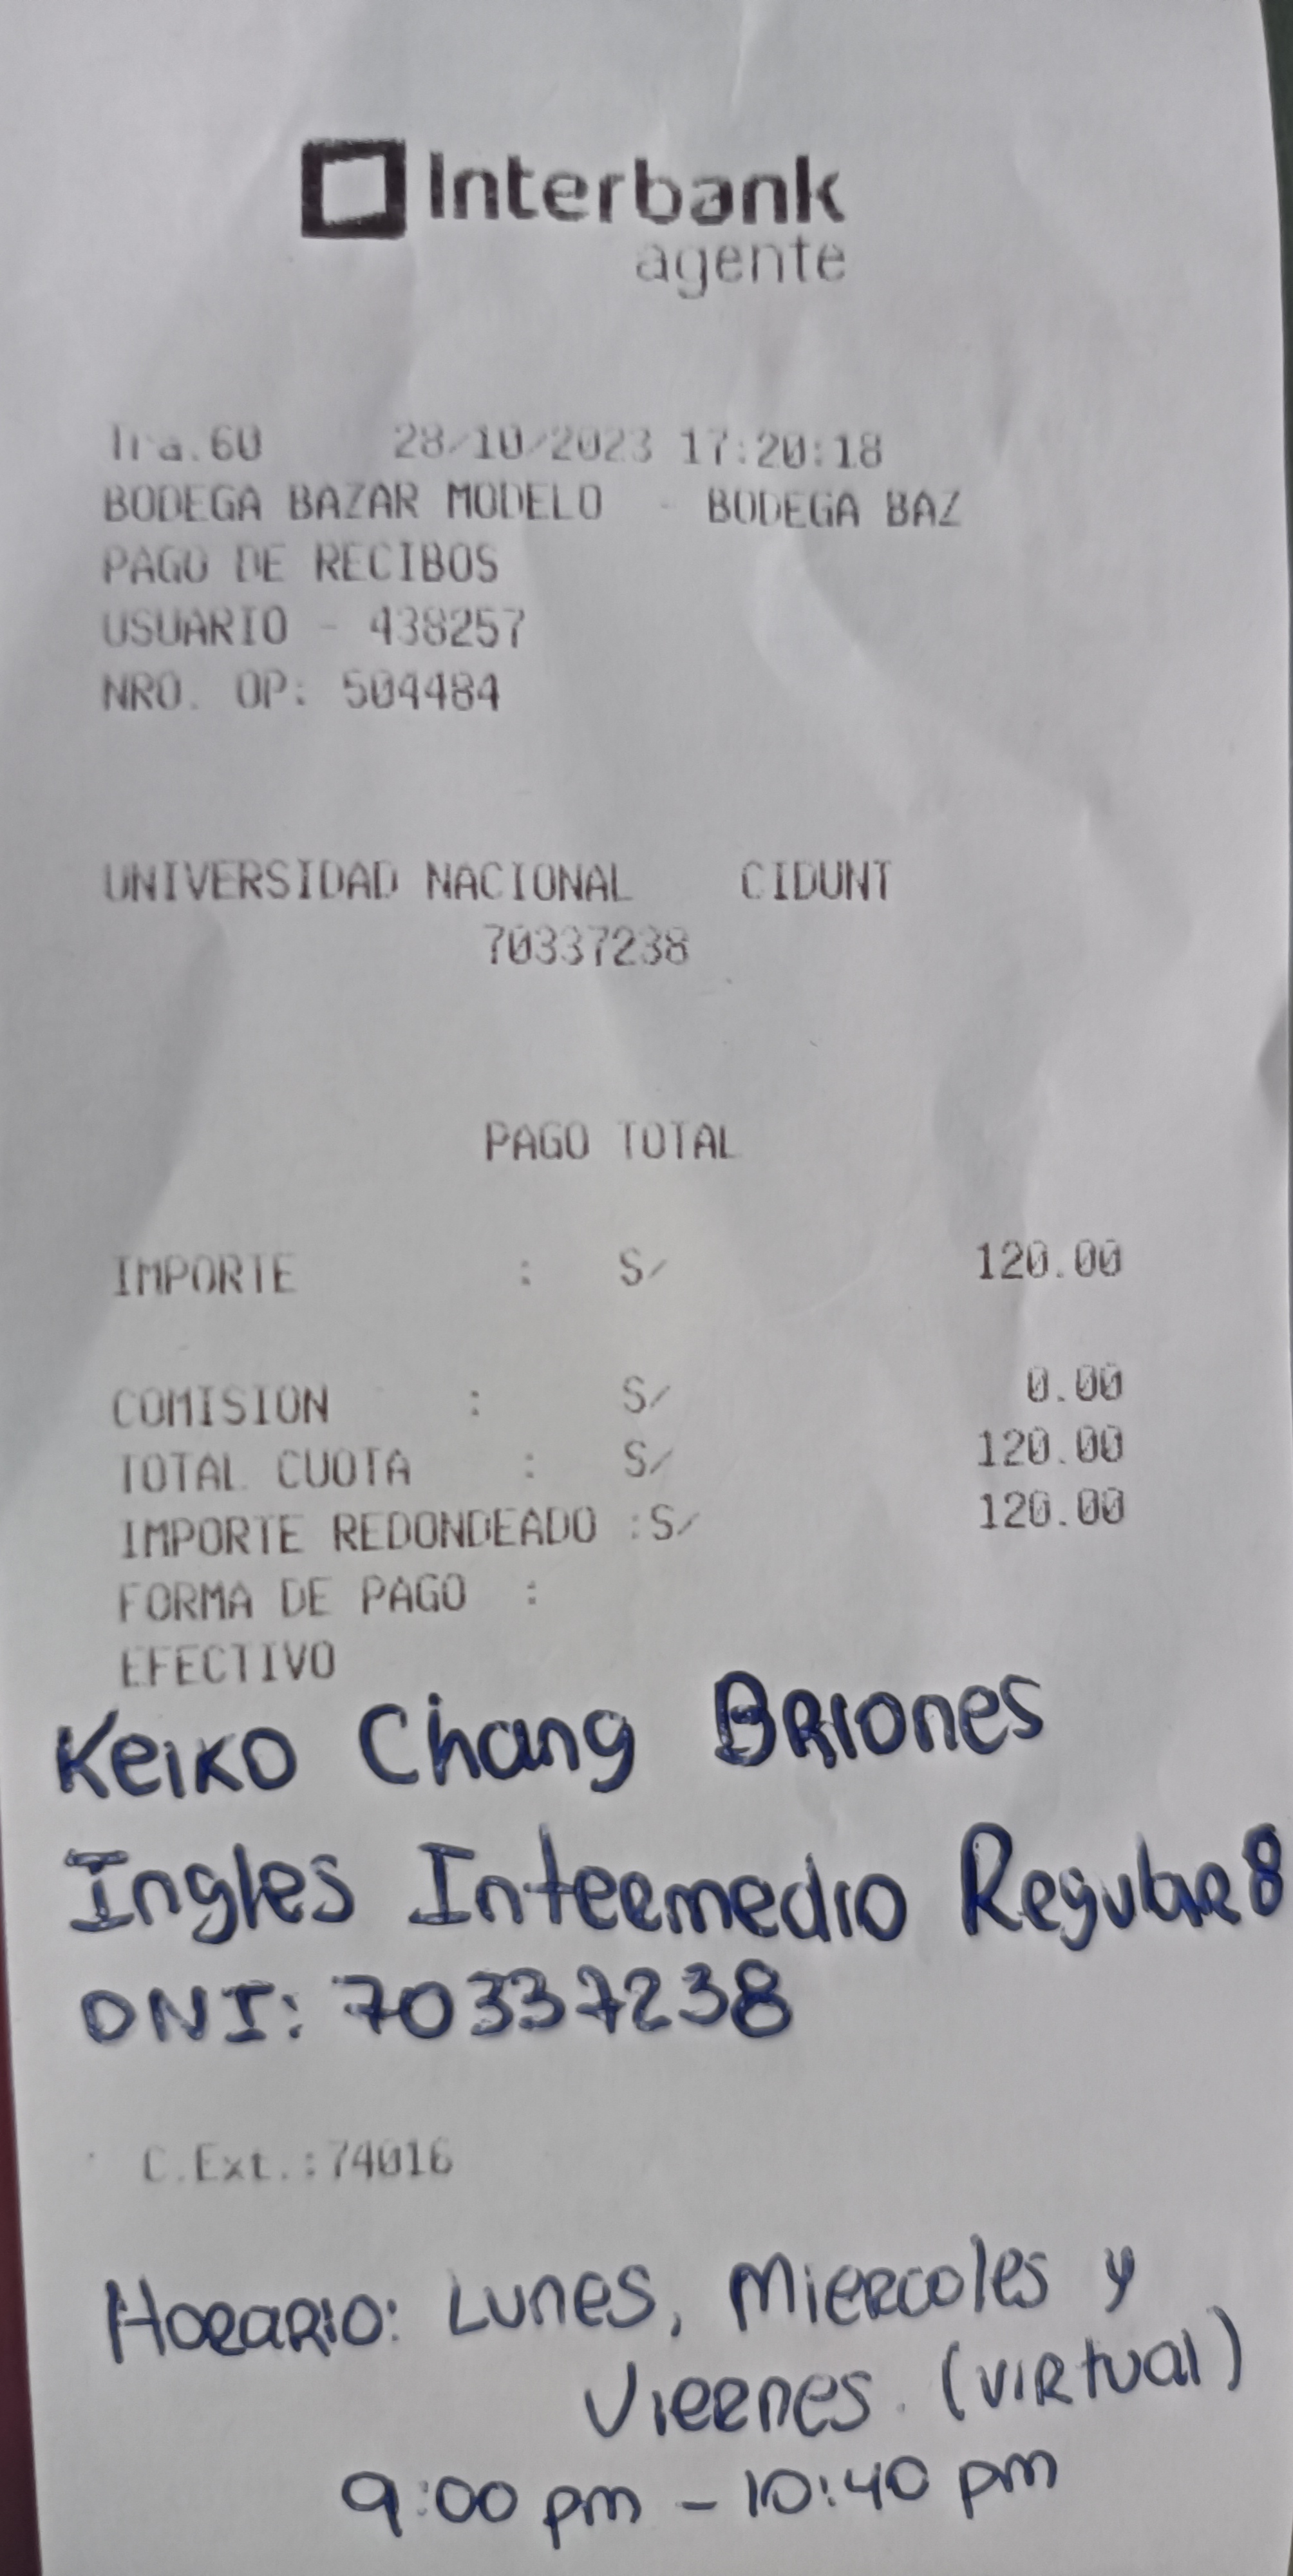 Interbank
agente
Tra.60 28/10/2023 17:20:18
BODEGA BAZAR MODELO - BODEGA BAZ
PAGO DE RECIBOS
USUARIO - 438257
NRO. OP: 504484
UNIVERSIDAD NACIONAL CIDUNT
70337238
PAGO TOTAL
IMPORTE : S/ 120.00
COMISION : S/ 0.00
TOTAL CUOTA : S/ 120.00
IMPORTE REDONDEADO :S/ 120.00
FORMA DE PAGO :
EFECTIVO
Keiko Chang Briones
Ingles Intermedio Regular 8
DNI: 70337238
C.Ext.:74016
Horario: Lunes, Miercoles y
Viernes. (virtual)
9:00 pm - 10:40 pm